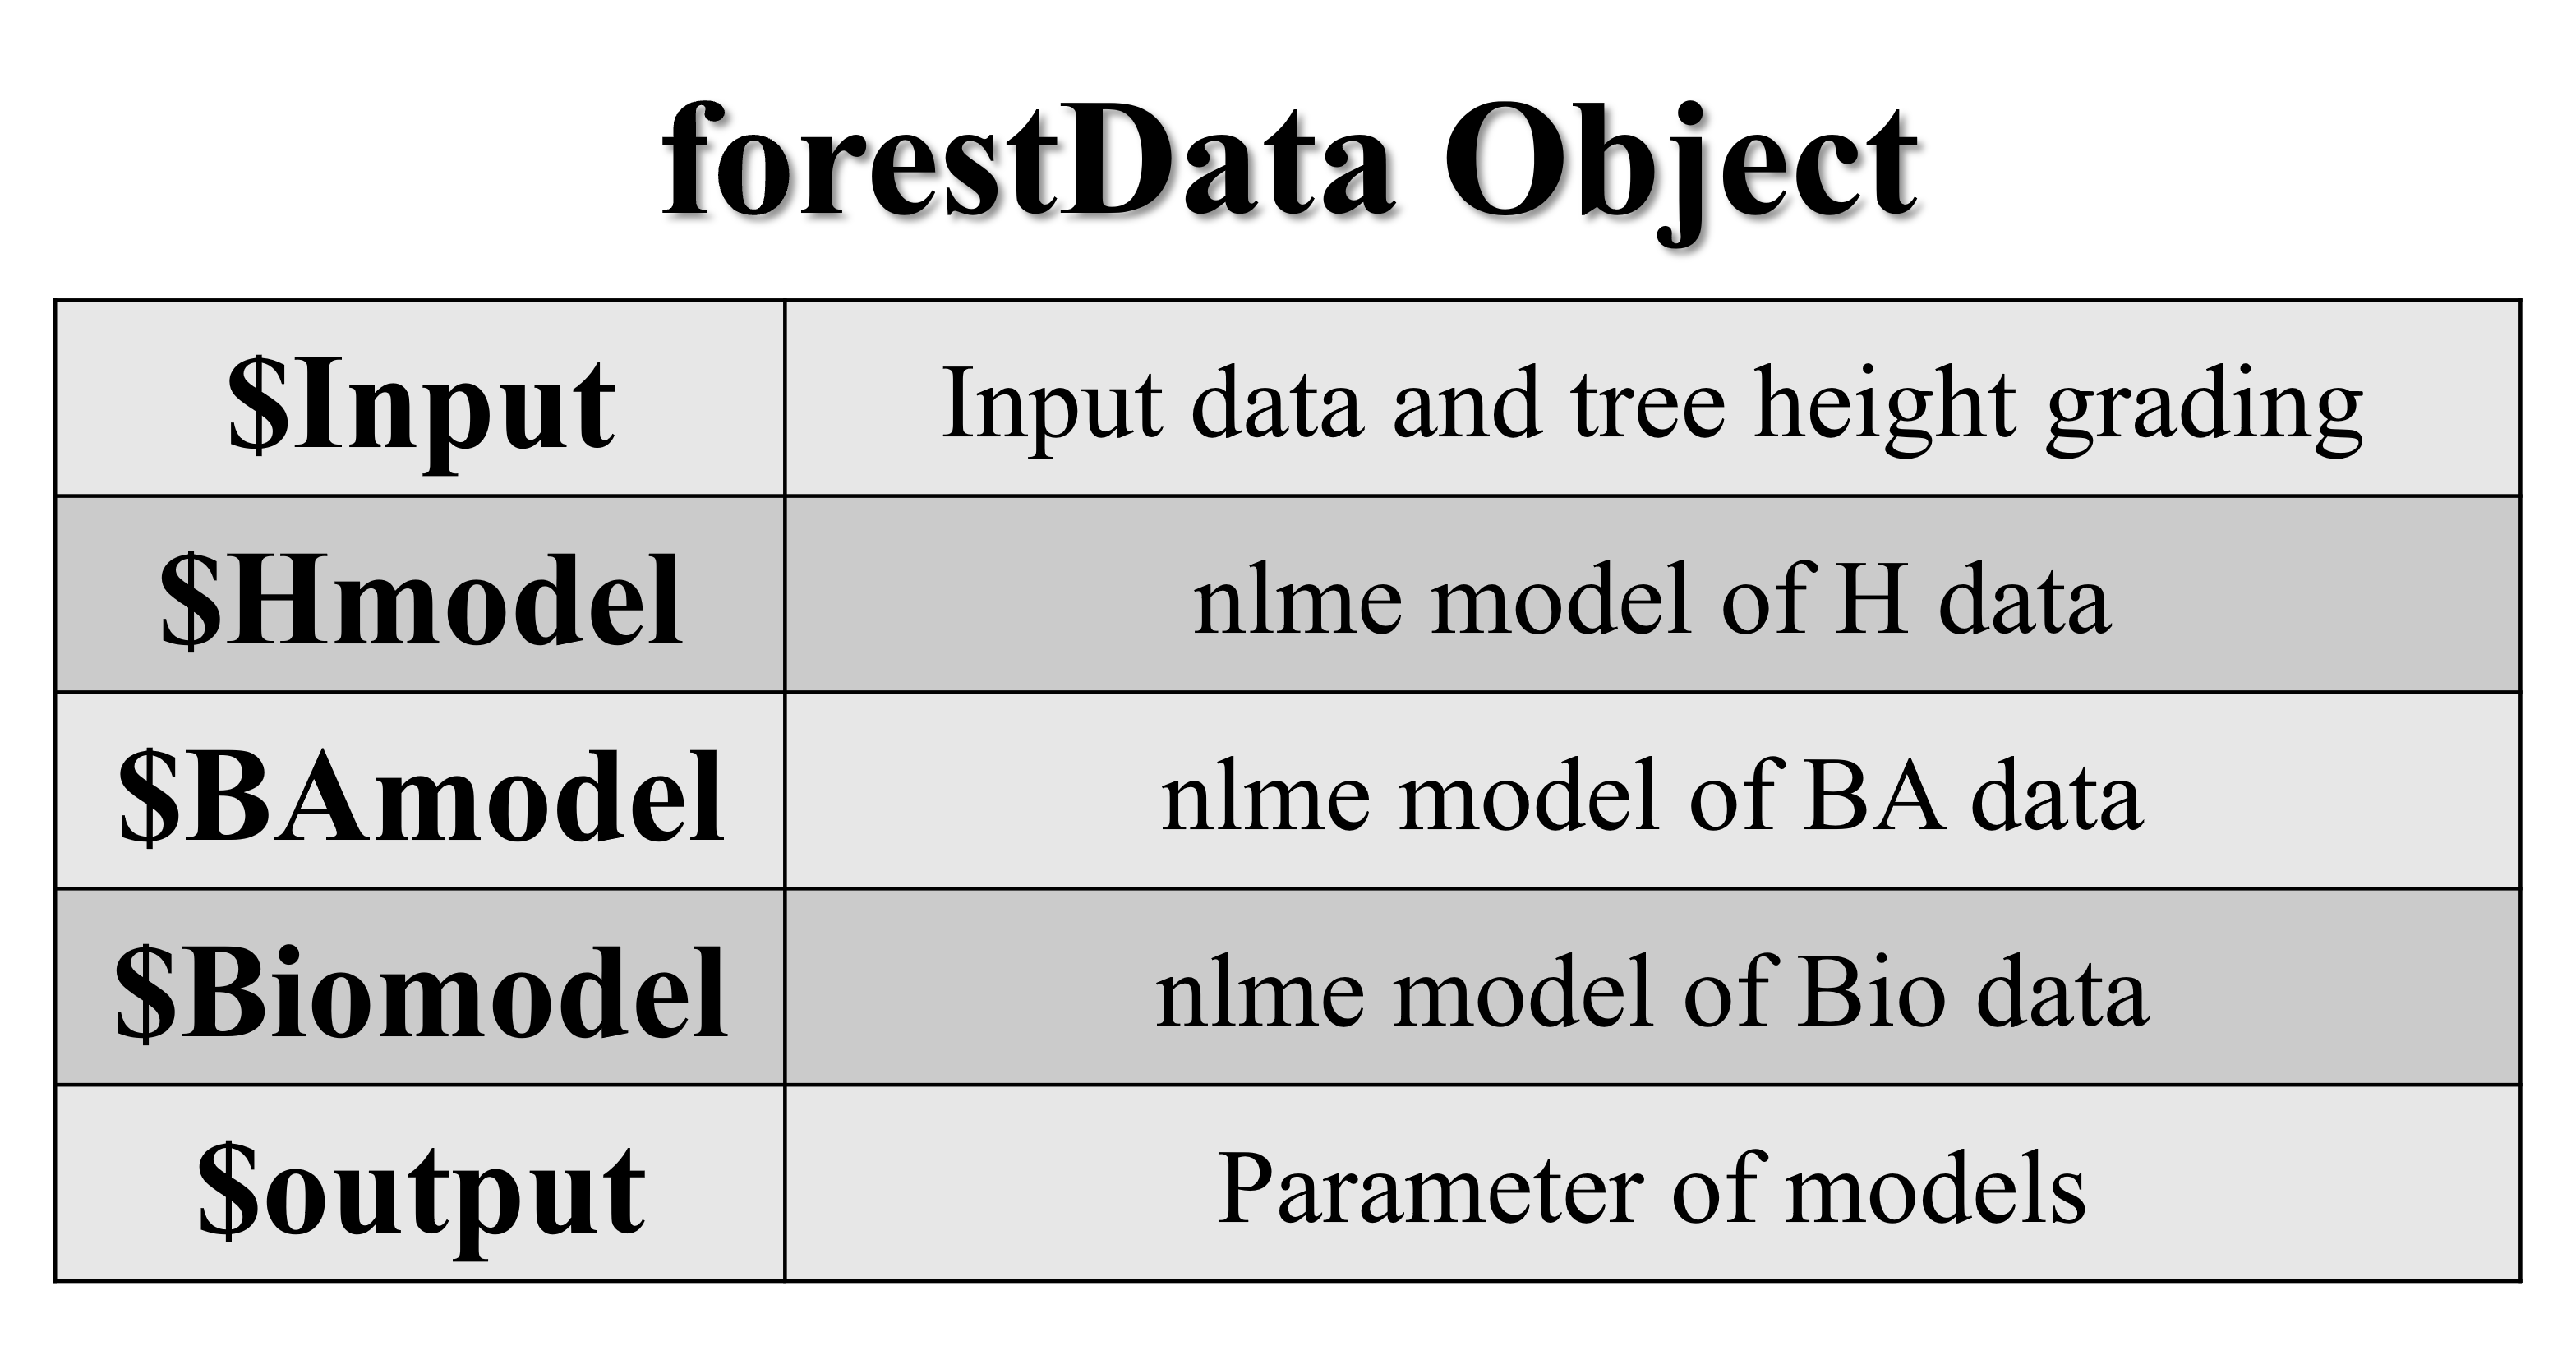 forestData Object
$Input Input data and tree height grading
$Hmodel nlme model of H data
$BAmodel nlme model of BA data
$Biomodel nlme model of Bio data
$output Parameter of models